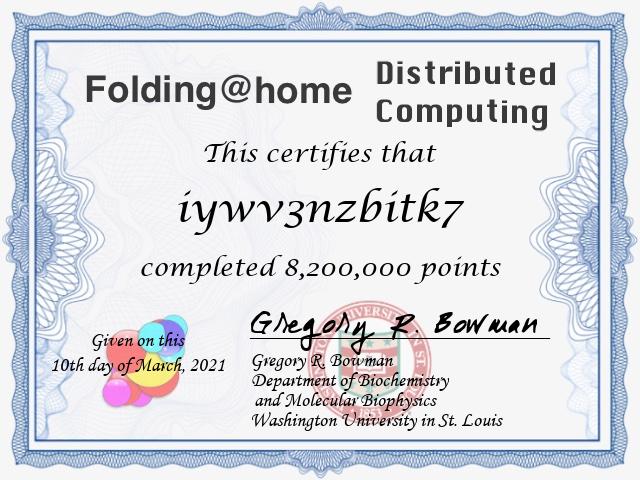 Folding@home
Distributed
Computing
This certifies that
iywv3nzbitk7
completed 8,200,000 points
Gregory R. Bowman
Given on this
10th day of March, 2021
Gregory R. Bowman
Department of Biochemistry
and Molecular Biophysics
Washington University in St. Louis